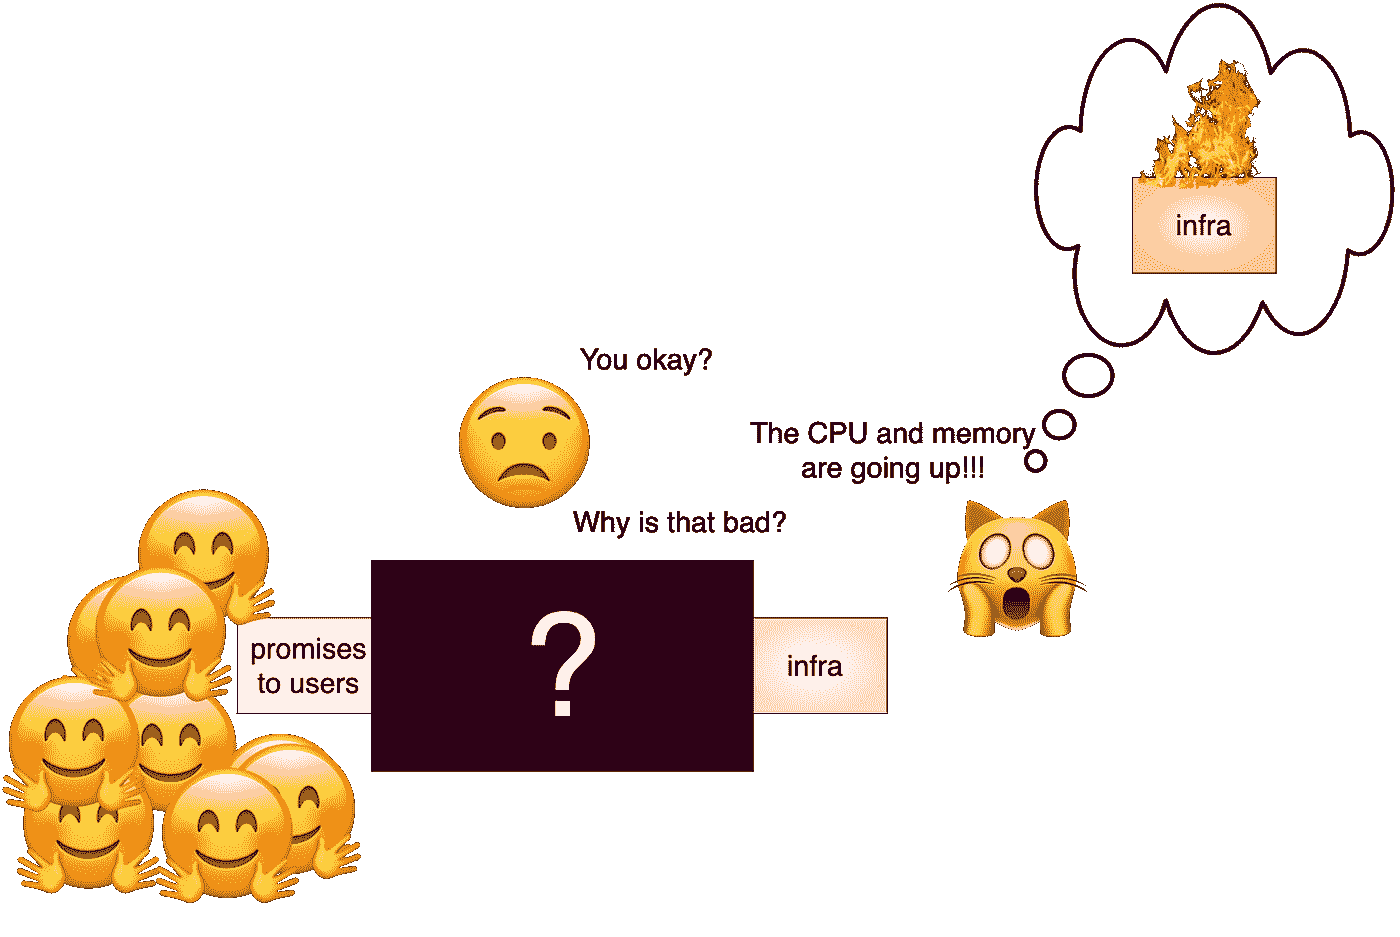 infra
You okay?
The CPU and memory
are going up!!!
Why is that bad?
promises
to users
?
infra